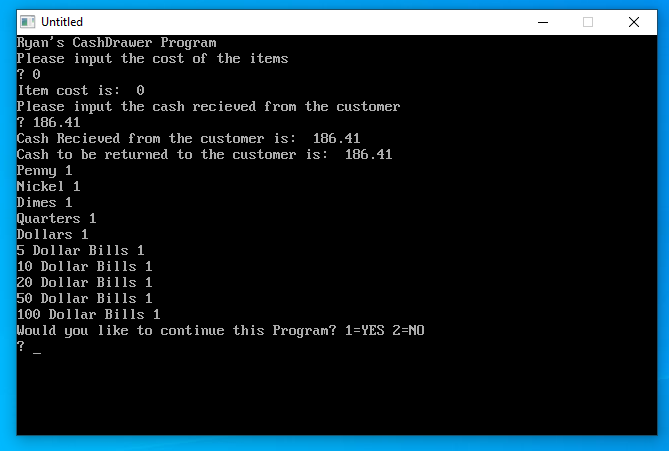 Untitled
Ryan's CashDrawer Program
Please input the cost of the items
? 0
Item cost is:  0
Please input the cash recieved from the customer
? 186.41
Cash Recieved from the customer is:  186.41
Cash to be returned to the customer is:  186.41
Penny 1
Nickel 1
Dimes 1
Quarters 1
Dollars 1
5 Dollar Bills 1
10 Dollar Bills 1
20 Dollar Bills 1
50 Dollar Bills 1
100 Dollar Bills 1
Would you like to continue this Program? 1=YES 2=NO
? _